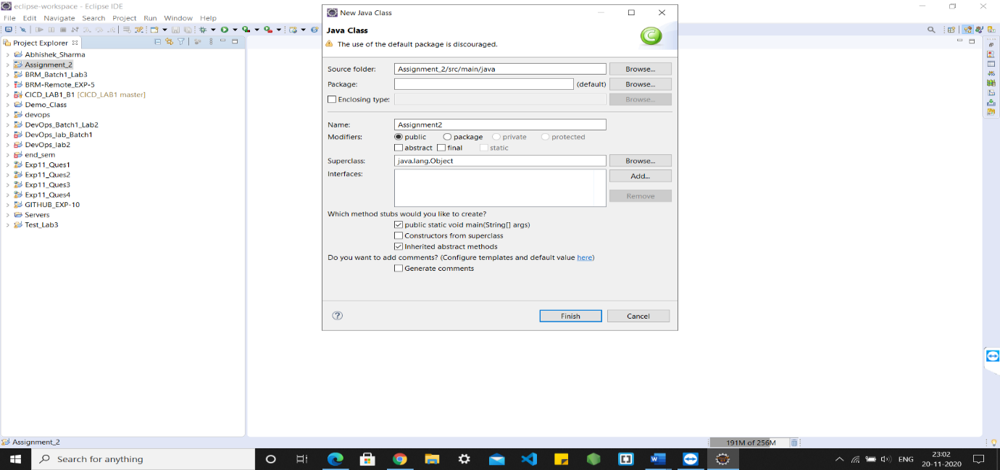 eclipse-workspace - Eclipse IDE
File Edit Navigate Search Project Run Window Help
Project Explorer
Abhishek_Sharma
Assignment_2
BRM_Batch1_Lab3
BRM-Remote_EXP-5
CICD_LAB1_B1 [CICD_LAB1 master]
Demo_Class
devops
DevOps_Batch1_Lab2
DevOps_lab_Batch1
DevOps_lab2
end_sem
Exp11_Ques1
Exp11_Ques2
Exp11_Ques3
Exp11_Ques4
GITHUB_EXP-10
Servers
Test_Lab3
New Java Class
Java Class
The use of the default package is discouraged.
Source folder: Assignment_2/src/main/java Browse...
Package: (default) Browse...
Enclosing type: Browse...
Name: Assignment2
Modifiers: public package private protected
abstract final static
Superclass: java.lang.Object Browse...
Interfaces: Add...
Remove
Which method stubs would you like to create?
public static void main(String[] args)
Constructors from superclass
Inherited abstract methods
Do you want to add comments? (Configure templates and default value here)
Generate comments
Finish Cancel
Assignment_2 191M of 256M
Search for anything
ENG 23:02
20-11-2020